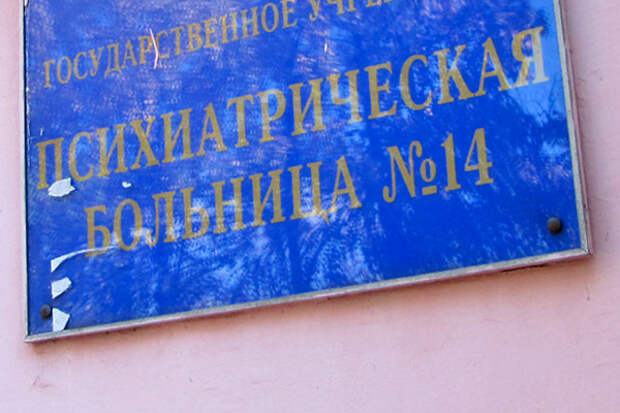 ГОСУДАРСТВЕННОЕ
ПСИХИАТРИЧЕСКАЯ
БОЛЬНИЦА №14